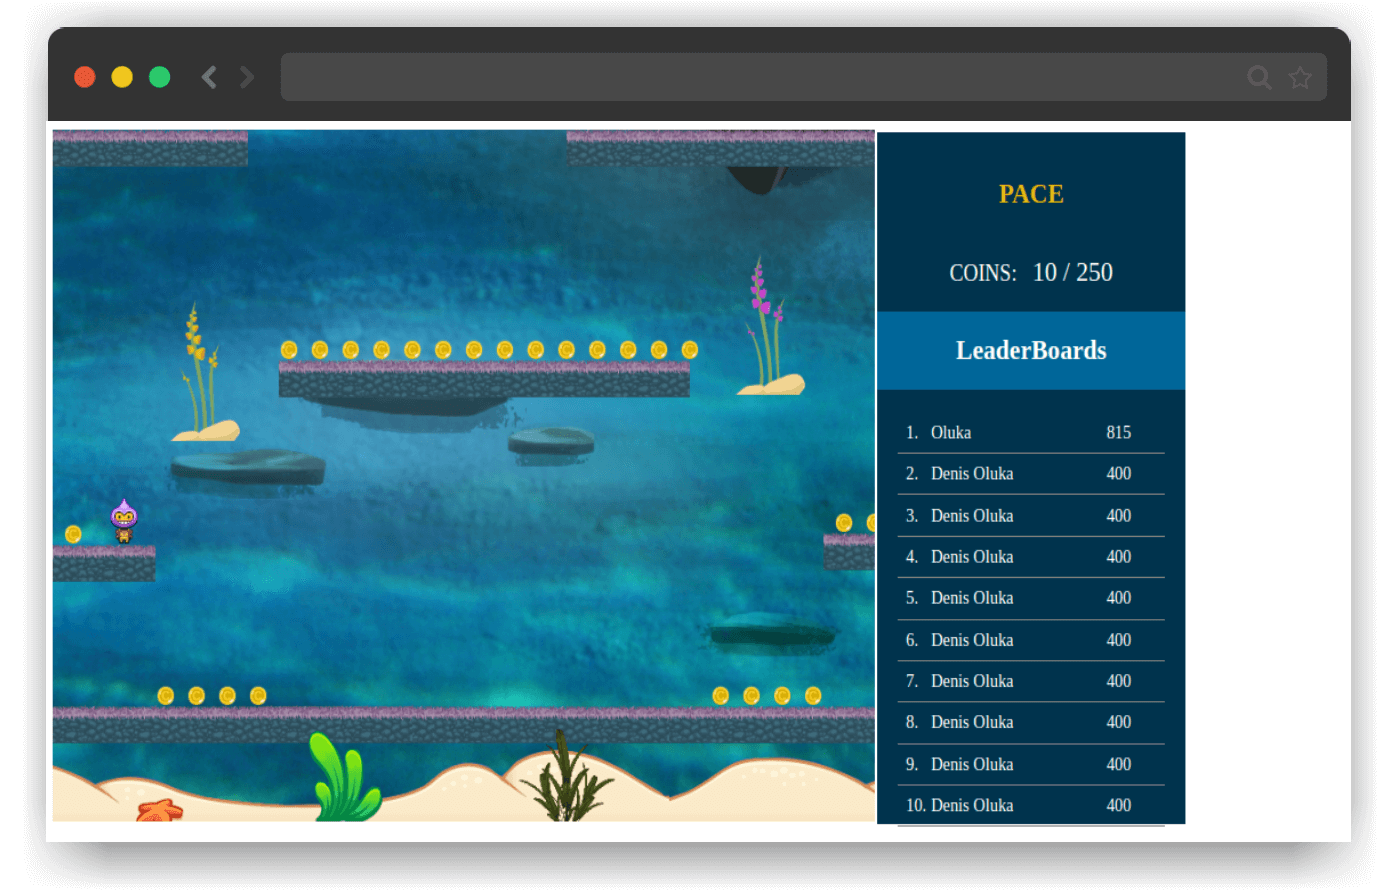 PACE
COINS: 10 / 250
LeaderBoards
1. Oluka 815
2. Denis Oluka 400
3. Denis Oluka 400
4. Denis Oluka 400
5. Denis Oluka 400
6. Denis Oluka 400
7. Denis Oluka 400
8. Denis Oluka 400
9. Denis Oluka 400
10. Denis Oluka 400